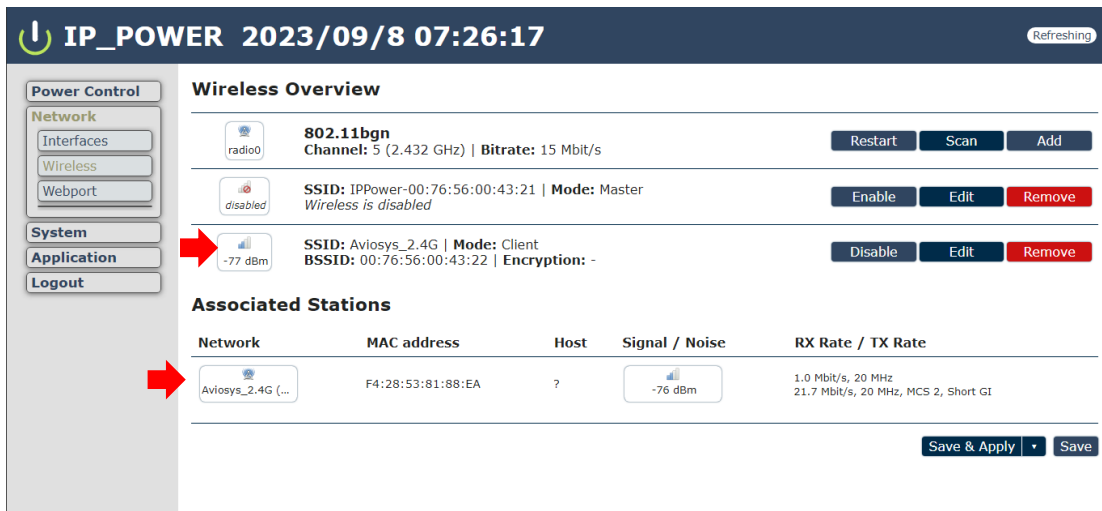 IP_POWER 2023/09/8 07:26:17
Refreshing
Power Control
Network
Interfaces
Wireless
Webport
System
Application
Logout
Wireless Overview
radio0
802.11bgn
Channel: 5 (2.432 GHz) | Bitrate: 15 Mbit/s
Restart Scan Add
disabled
SSID: IPPower-00:76:56:00:43:21 | Mode: Master
Wireless is disabled
Enable Edit Remove
-77 dBm
SSID: Aviosys_2.4G | Mode: Client
BSSID: 00:76:56:00:43:22 | Encryption: -
Disable Edit Remove
Associated Stations
Network MAC address Host Signal / Noise RX Rate / TX Rate
Aviosys_2.4G (... F4:28:53:81:88:EA ? -76 dBm
1.0 Mbit/s, 20 MHz
21.7 Mbit/s, 20 MHz, MCS 2, Short GI
Save & Apply Save